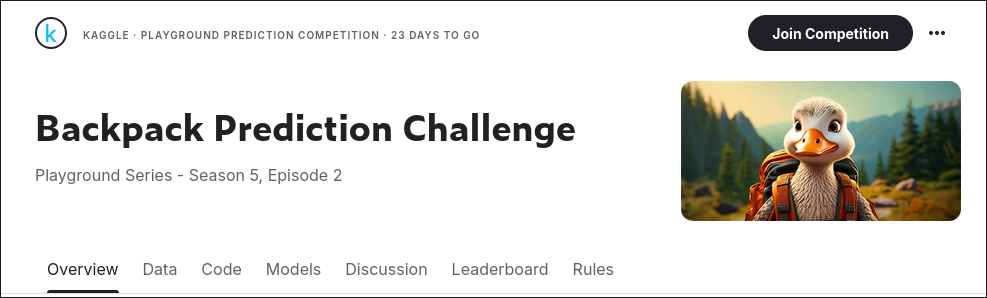 k KAGGLE · PLAYGROUND PREDICTION COMPETITION · 23 DAYS TO GO
Join Competition
Backpack Prediction Challenge
Playground Series - Season 5, Episode 2
Overview Data Code Models Discussion Leaderboard Rules